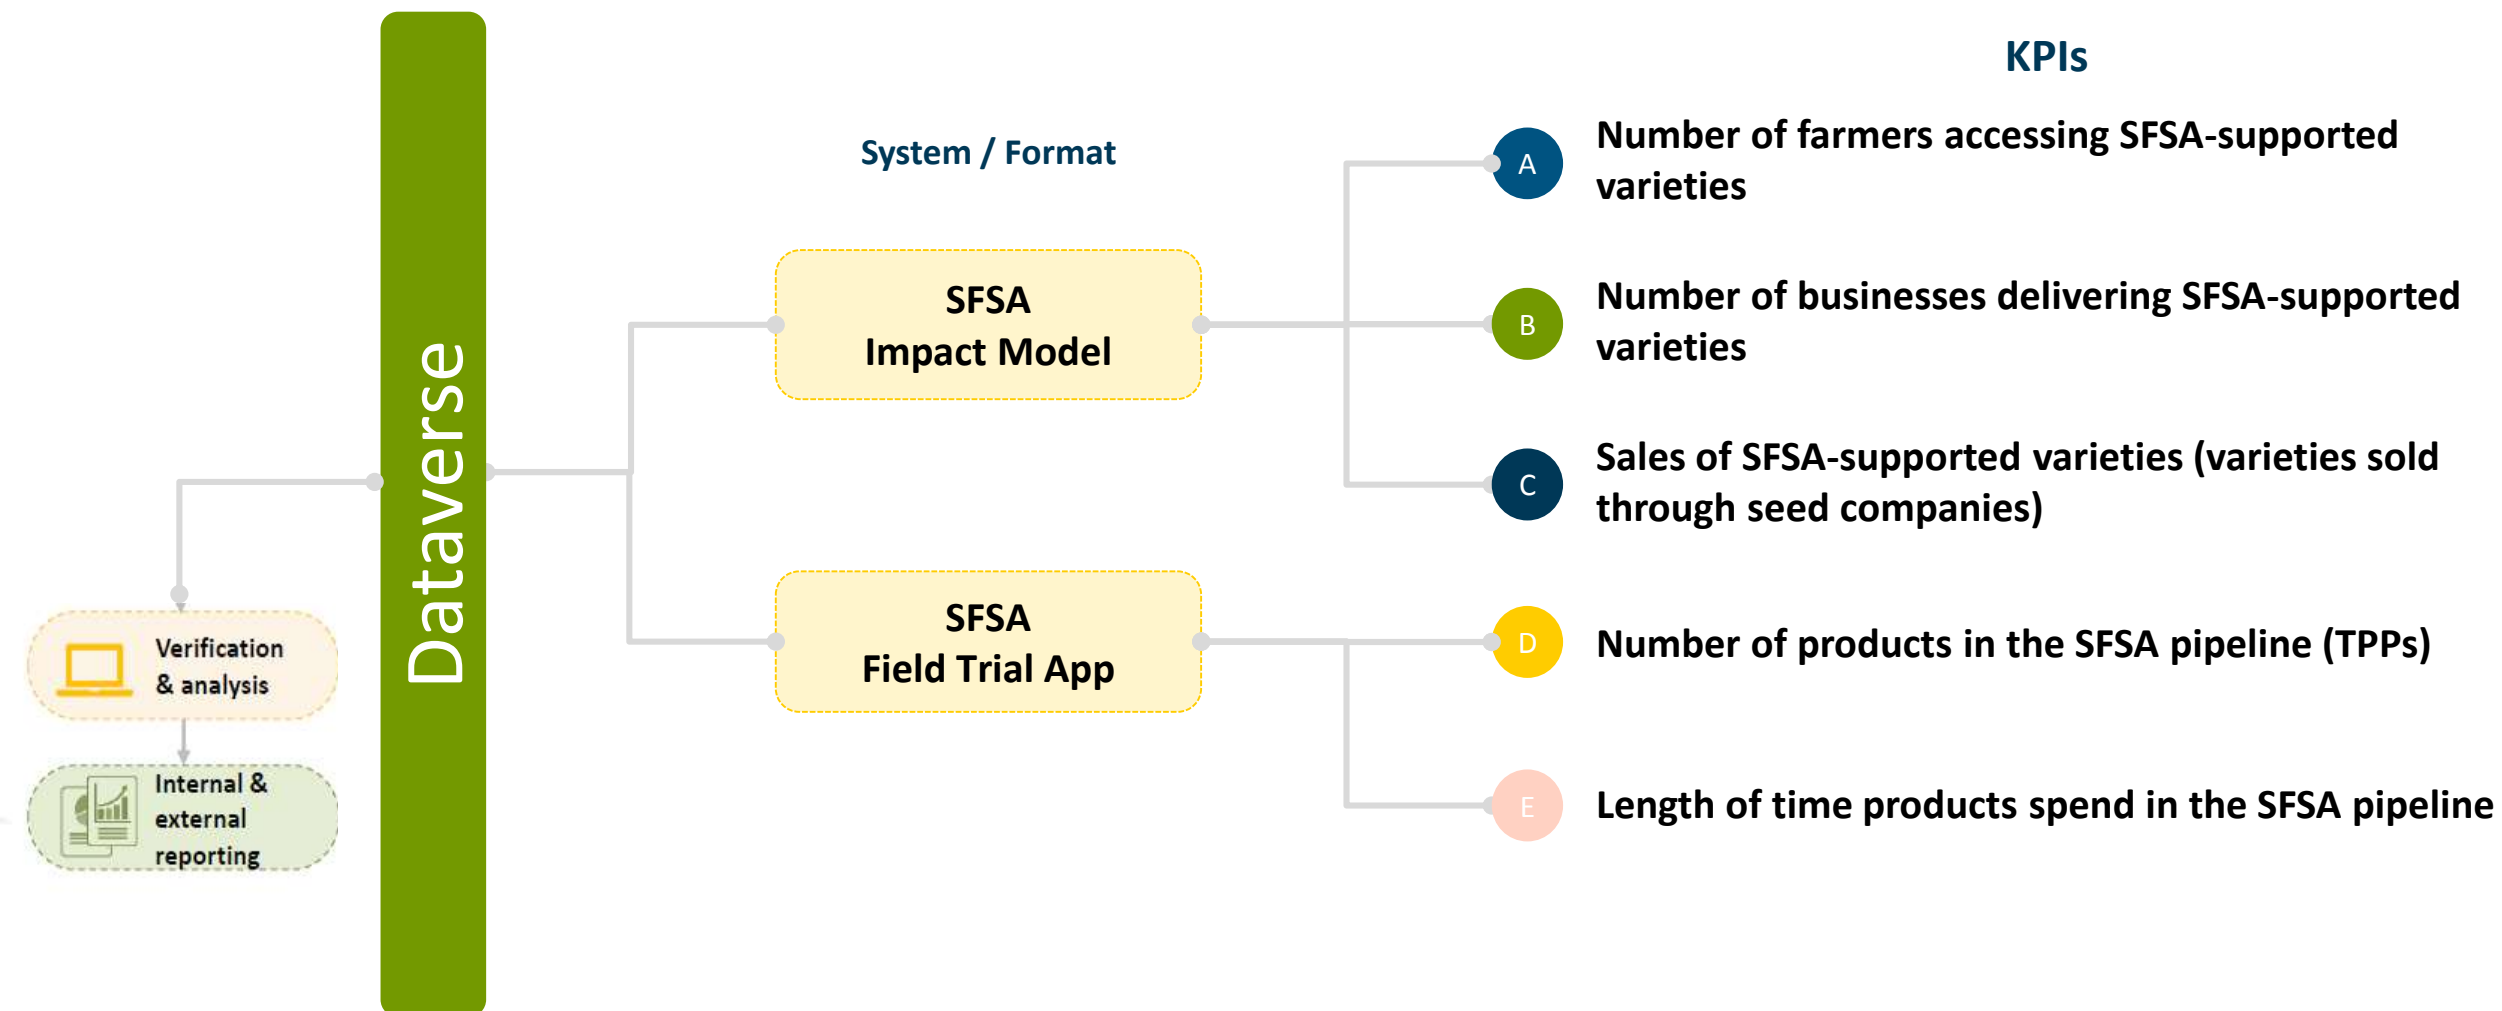 KPIs
System / Format
Dataverse
A
Number of farmers accessing SFSA-supported
varieties
B
Number of businesses delivering SFSA-supported
varieties
C
Sales of SFSA-supported varieties (varieties sold
through seed companies)
D
Number of products in the SFSA pipeline (TPPs)
E
Length of time products spend in the SFSA pipeline
SFSA
Impact Model
SFSA
Field Trial App
Verification
& analysis
Internal &
external
reporting